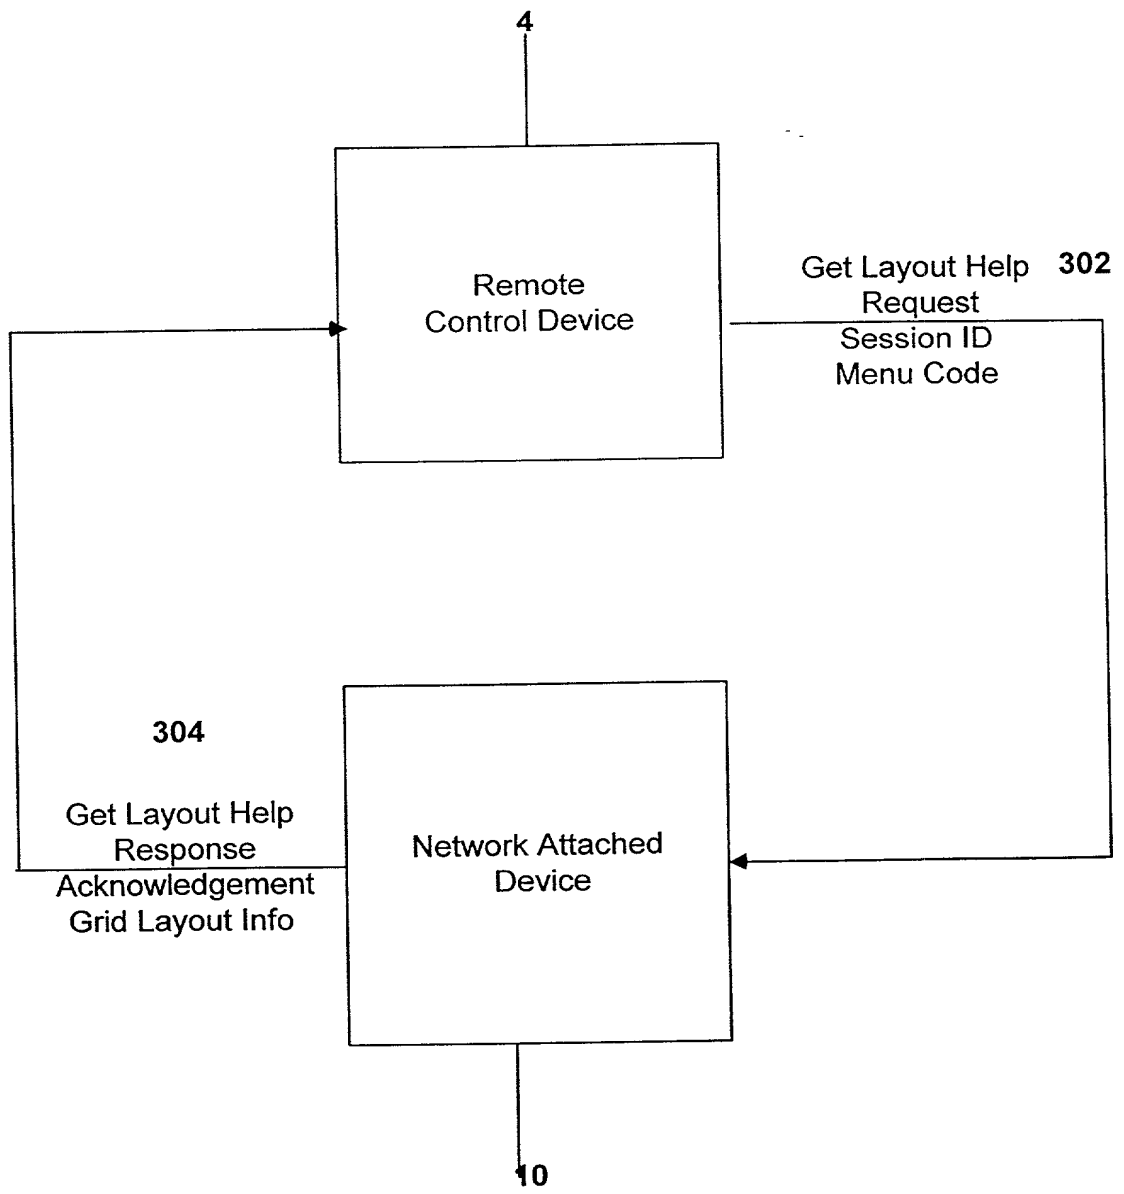 4
Remote
Control Device
Get Layout Help 302
Request
Session ID
Menu Code
304
Get Layout Help
Response
Acknowledgement
Grid Layout Info
Network Attached
Device
10